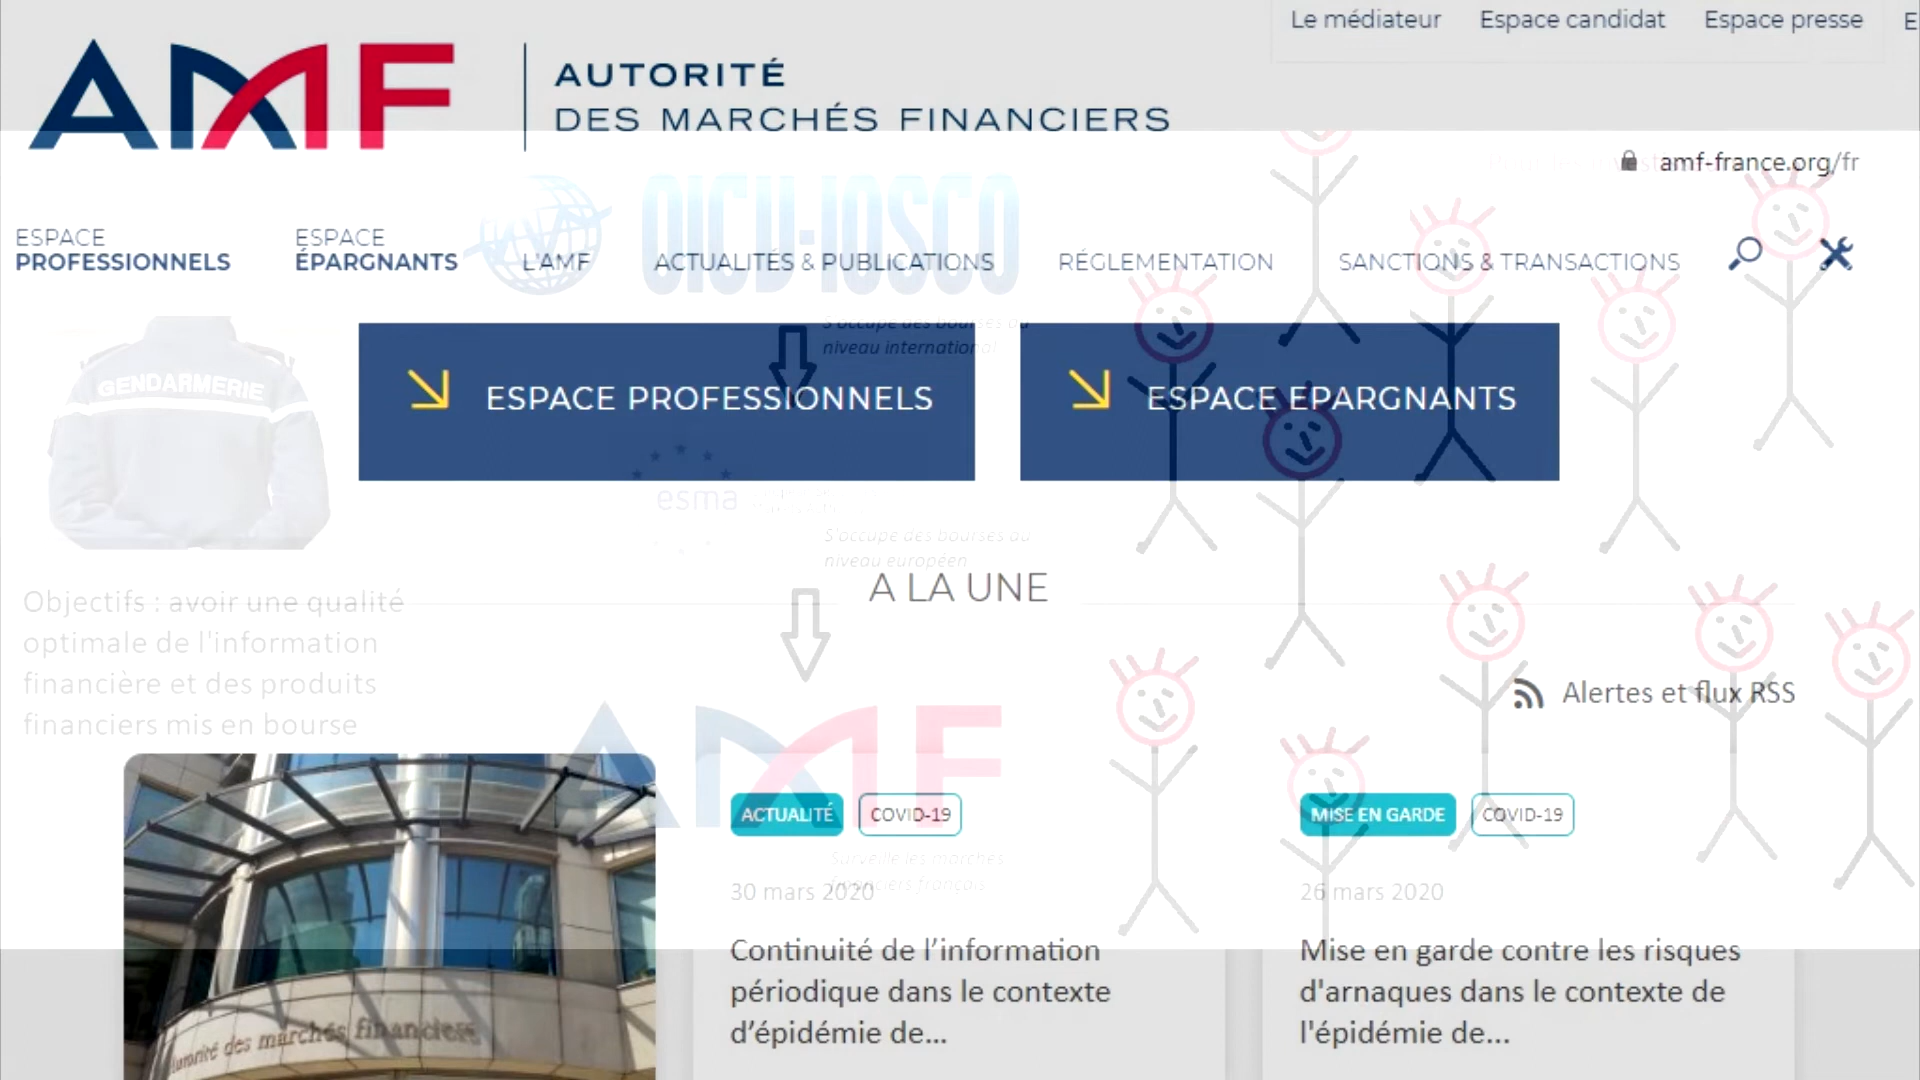 Le médiateur Espace candidat Espace presse E
AMF
AUTORITÉ
DES MARCHÉS FINANCIERS
amf-france.org/fr
OICU-IOSCO
ESPACE
PROFESSIONNELS
ESPACE
ÉPARGNANTS
L'AMF
ACTUALITÉS & PUBLICATIONS
RÉGLEMENTATION
SANCTIONS & TRANSACTIONS
S'occupe des bourses au
niveau international
GENDARMERIE
ESPACE PROFESSIONNELS
ESPACE EPARGNANTS
esma
S'occupe des bourses au
niveau européen
A LA UNE
Objectifs : avoir une qualité
optimale de l'information
financière et des produits
financiers mis en bourse
Alertes et flux RSS
AMF
ACTUALITÉ COVID-19
MISE EN GARDE COVID-19
Surveille les marchés
financiers français
30 mars 2020
26 mars 2020
Continuité de l’information
périodique dans le contexte
d’épidémie de...
Mise en garde contre les risques
d'arnaques dans le contexte de
l'épidémie de...
Autorité des marchés financiers